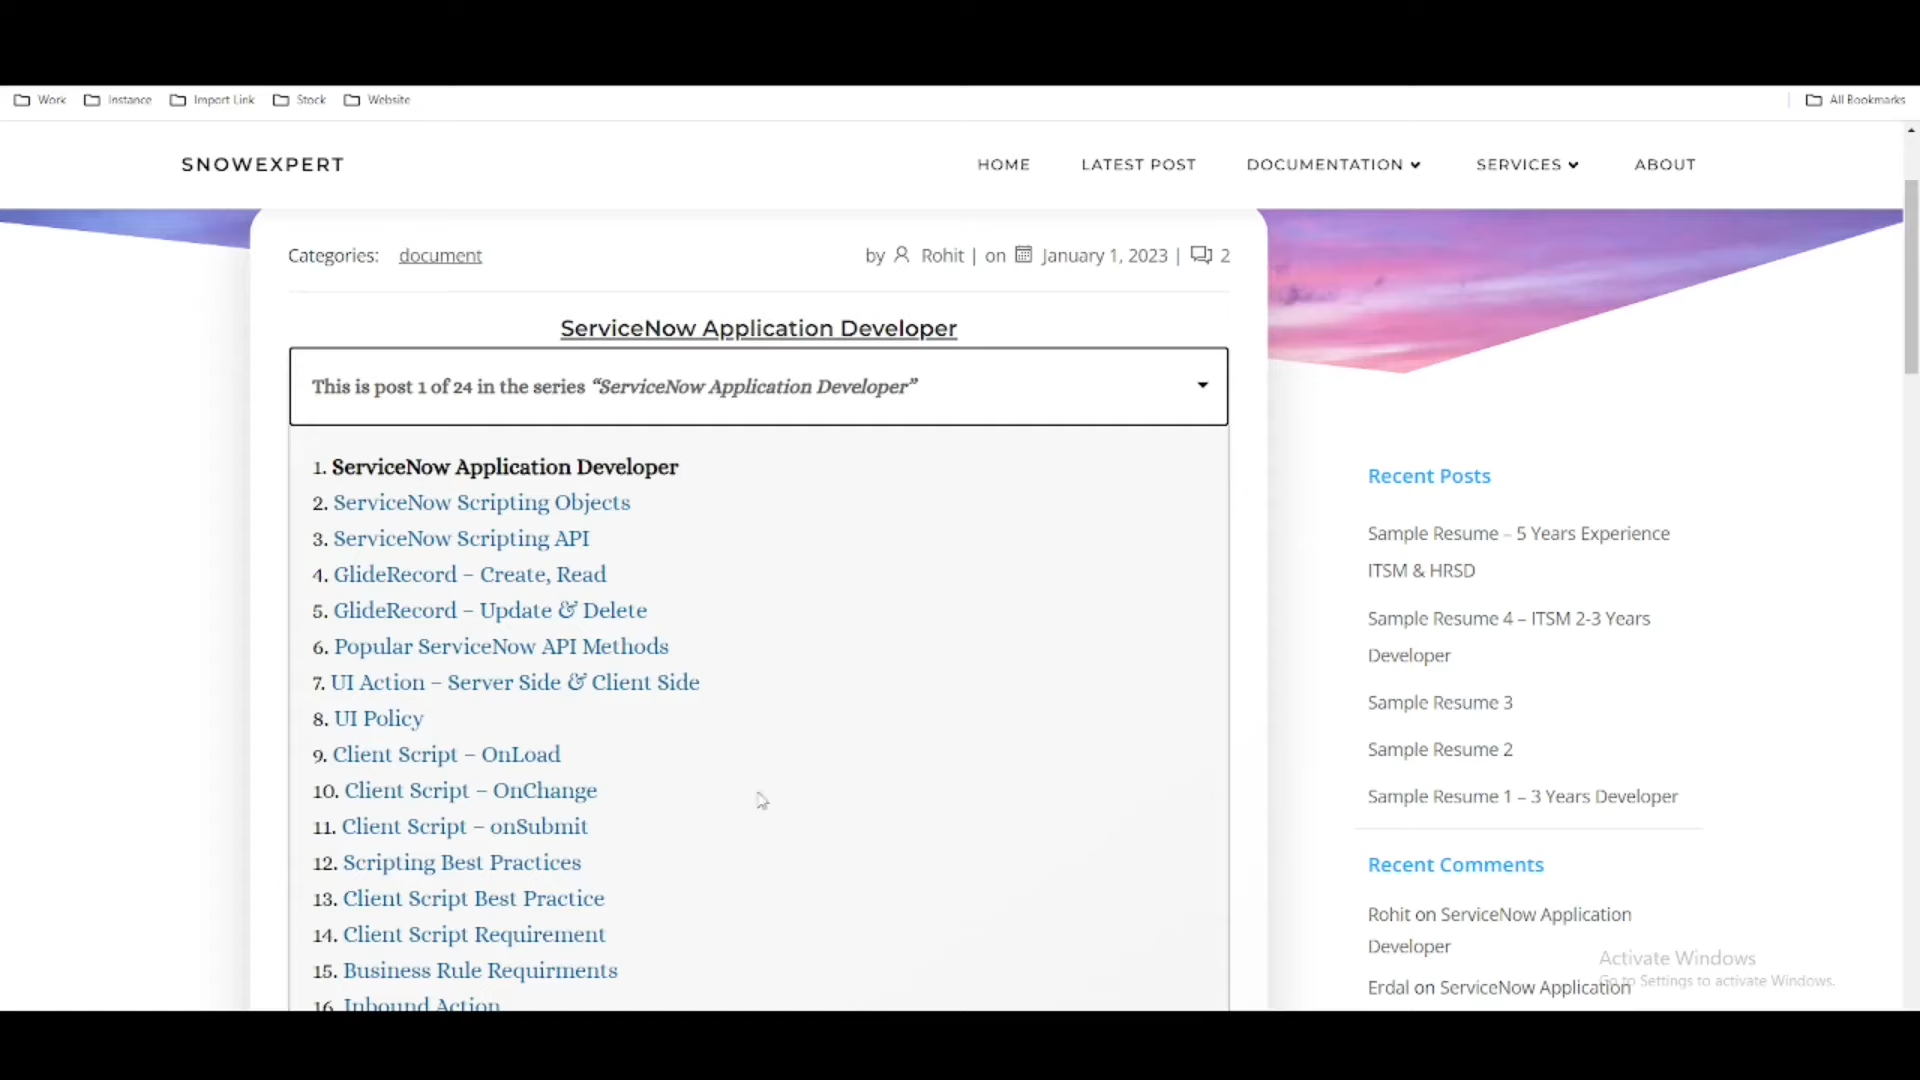 Work Instance Import Link Stock Website All Bookmarks
SNOWEXPERT HOME LATEST POST DOCUMENTATION SERVICES ABOUT
Categories: document by Rohit | on January 1, 2023 | 2
ServiceNow Application Developer
This is post 1 of 24 in the series “ServiceNow Application Developer”
1. ServiceNow Application Developer
2. ServiceNow Scripting Objects
3. ServiceNow Scripting API
4. GlideRecord – Create, Read
5. GlideRecord – Update & Delete
6. Popular ServiceNow API Methods
7. UI Action – Server Side & Client Side
8. UI Policy
9. Client Script – OnLoad
10. Client Script – OnChange
11. Client Script – onSubmit
12. Scripting Best Practices
13. Client Script Best Practice
14. Client Script Requirement
15. Business Rule Requirments
16. Inbound Action
Recent Posts
Sample Resume – 5 Years Experience
ITSM & HRSD
Sample Resume 4 – ITSM 2-3 Years
Developer
Sample Resume 3
Sample Resume 2
Sample Resume 1 – 3 Years Developer
Recent Comments
Rohit on ServiceNow Application
Developer
Erdal on ServiceNow Application
Activate Windows
Go to Settings to activate Windows.